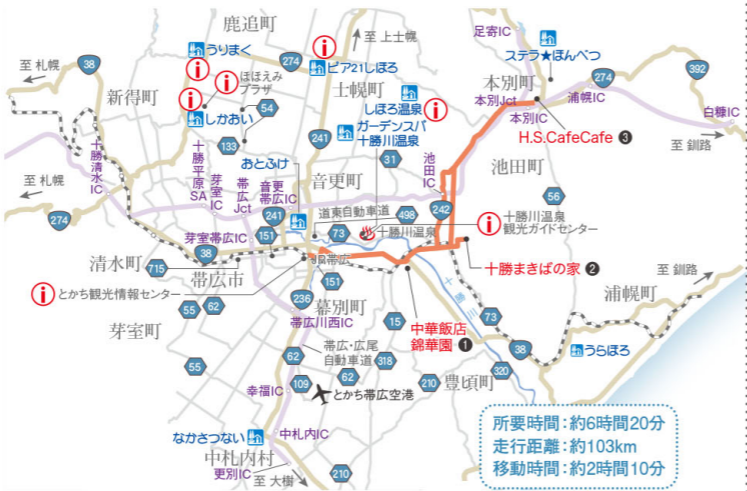 鹿追町
足寄IC
至 上士幌
ステラ★ほんべつ
うりまく
至 札幌
38
274
ピア21しほろ
本別町
274
392
ほほえみ
プラザ
新得町
士幌町
本別Jct
浦幌IC
本別IC
白糠IC
54
しほろ温泉
しかおい
ガーデンスパ
十勝川温泉
H.S.CafeCafe ❸
至 釧路
133
241
十勝清水IC
十勝平原SA
芽室IC
帯広Jct
音更帯広IC
おとふけ
31
池田IC
池田町
音更町
至 札幌
56
274
241
道東自動車道
498
242
十勝川温泉
観光ガイドセンター
151
73
十勝川温泉
芽室帯広IC
38
清水町
JR帯広
十勝まきばの家 ❷
至 釧路
715
帯広市
とかち観光情報センター
151
十勝川
浦幌町
236
幕別町
中華飯店
錦華園 ❶
55
62
芽室町
帯広川西IC
15
73
38
うらほろ
62
帯広・広尾
自動車道
318
55
62
320
109
210
豊頃町
幸福IC
とかち帯広空港
なかさつない
中札内IC
中札内村
更別IC
至 大樹
210
所要時間：約6時間20分
走行距離：約103km
移動時間：約2時間10分